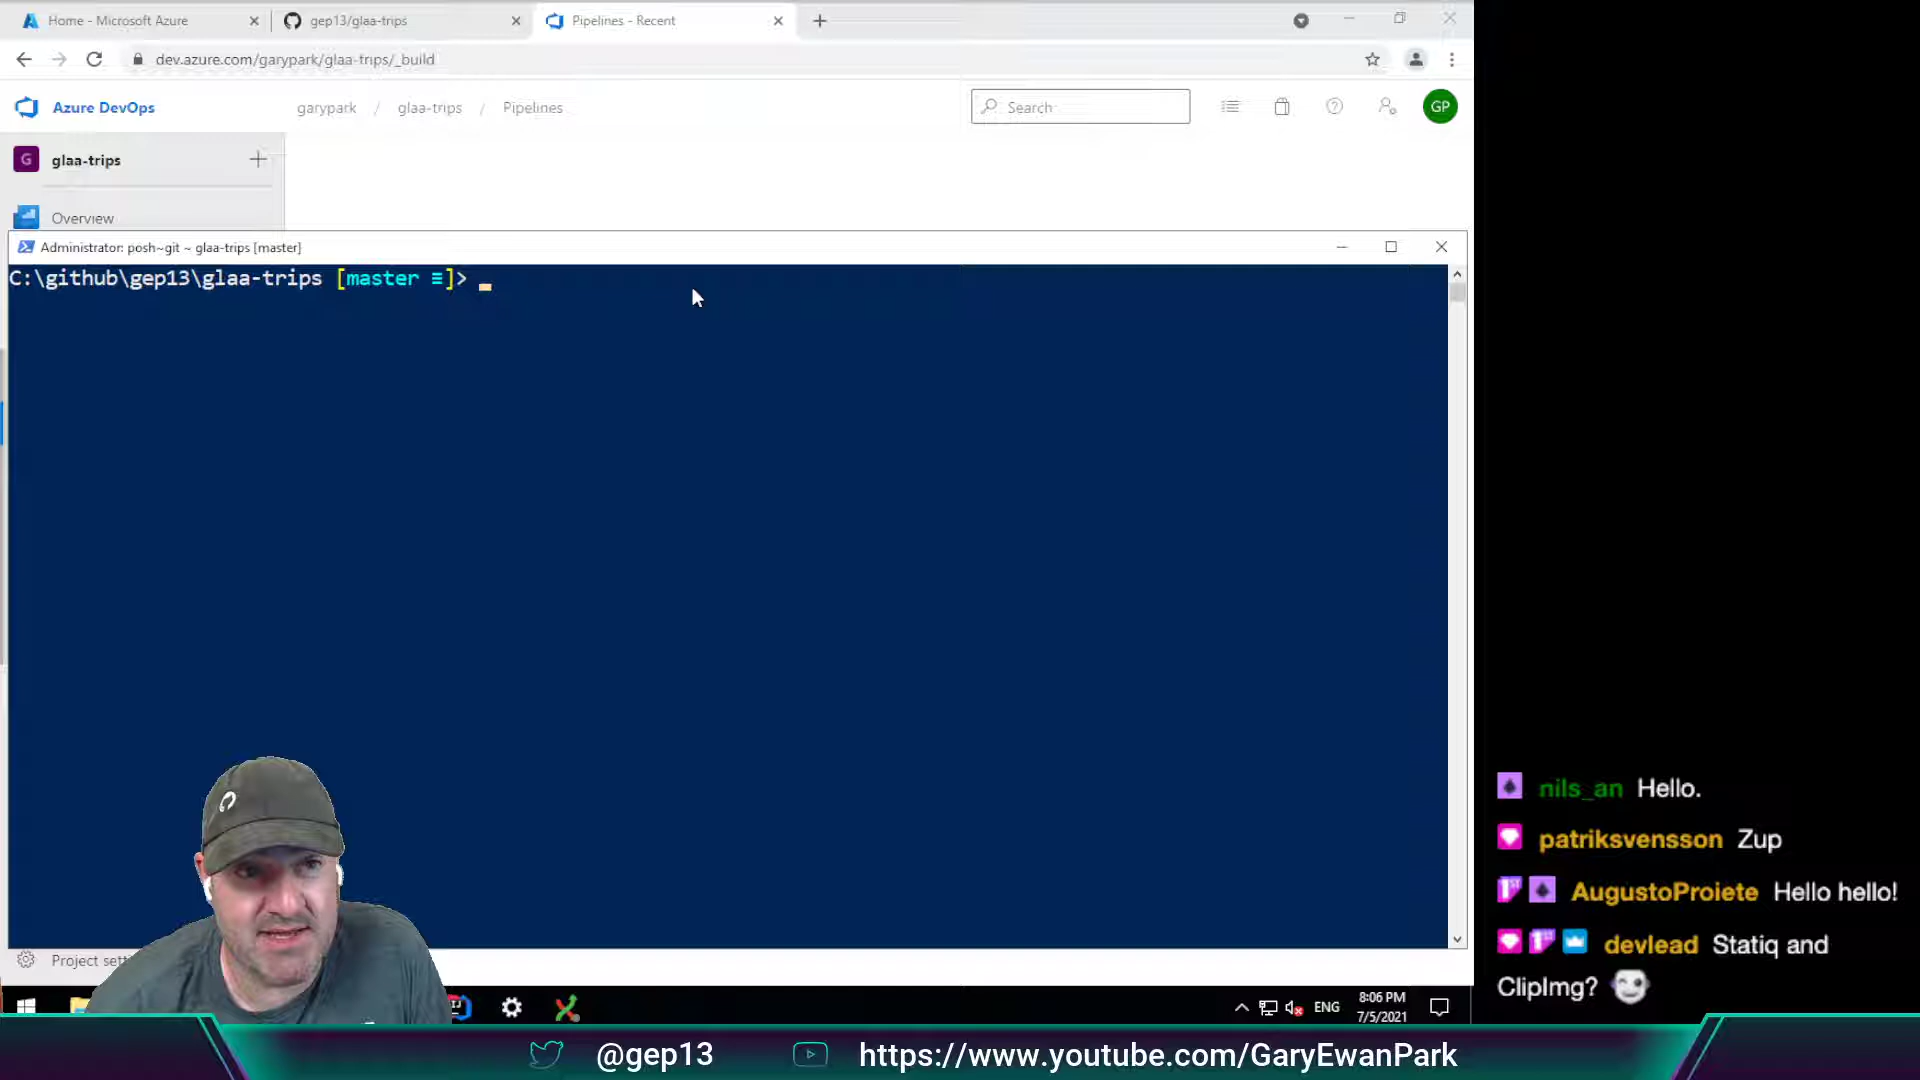 Home - Microsoft Azure
gep13/glaa-trips
Pipelines - Recent
dev.azure.com/garypark/glaa-trips/_build
Azure DevOps
garypark / glaa-trips / Pipelines
Search
GP
G glaa-trips
Overview
Administrator: posh~git ~ glaa-trips [master]
C:\github\gep13\glaa-trips [master ≡]>
nils_an Hello.
patriksvensson Zup
AugustoProiete Hello hello!
devlead Statiq and
ClipImg?
Project sett
ENG
8:06 PM
7/5/2021
@gep13
https://www.youtube.com/GaryEwanPark